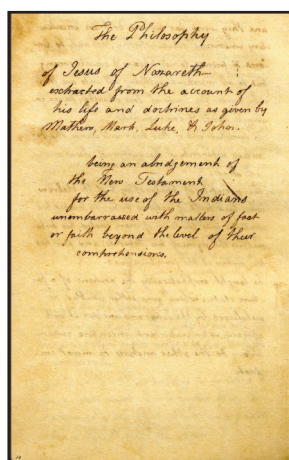 The Philosophy
of Jesus of Nazareth
extracted from the account of
his life and doctrines as given by
Mathew, Mark, Luke, & John.
being an abridgement of
the New Testament
for the use of the Indians
unembarrassed with matters of fact
or faith beyond the level of their
comprehensions.